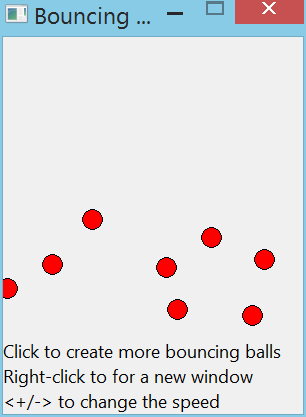 Bouncing ...
Click to create more bouncing balls
Right-click to for a new window
<+/-> to change the speed